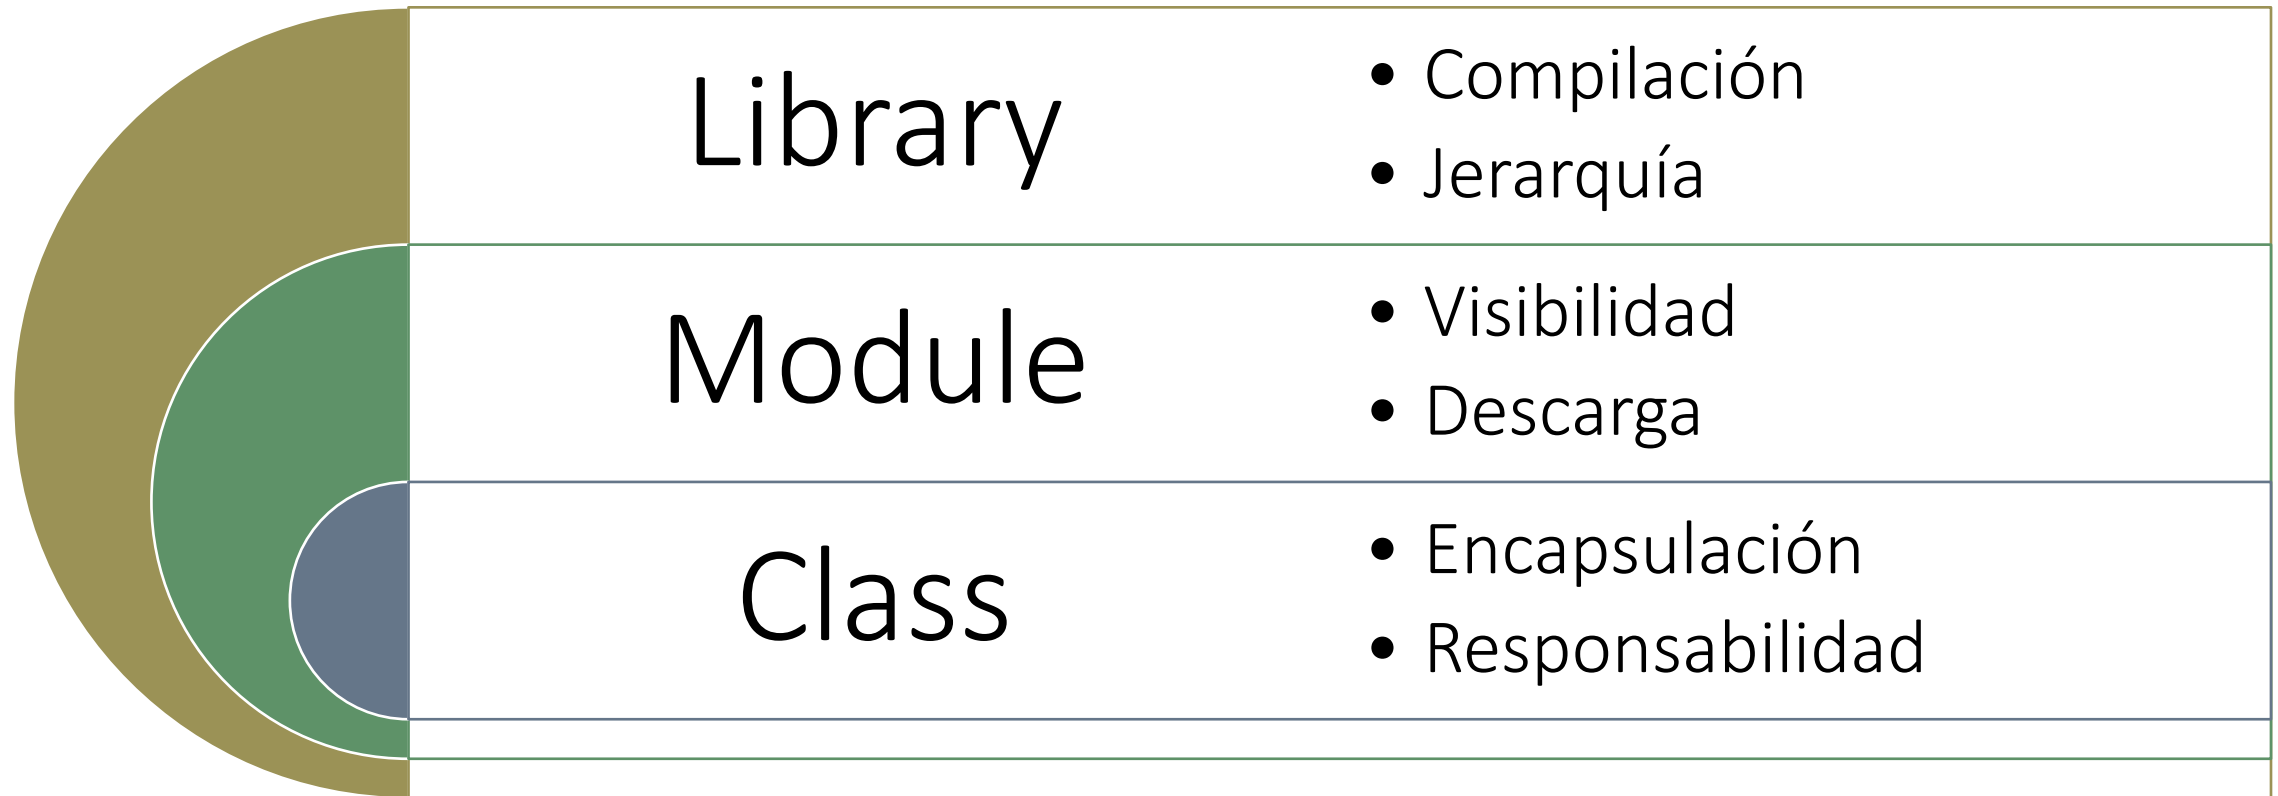 Library
• Compilación
• Jerarquía
Module
• Visibilidad
• Descarga
Class
• Encapsulación
• Responsabilidad